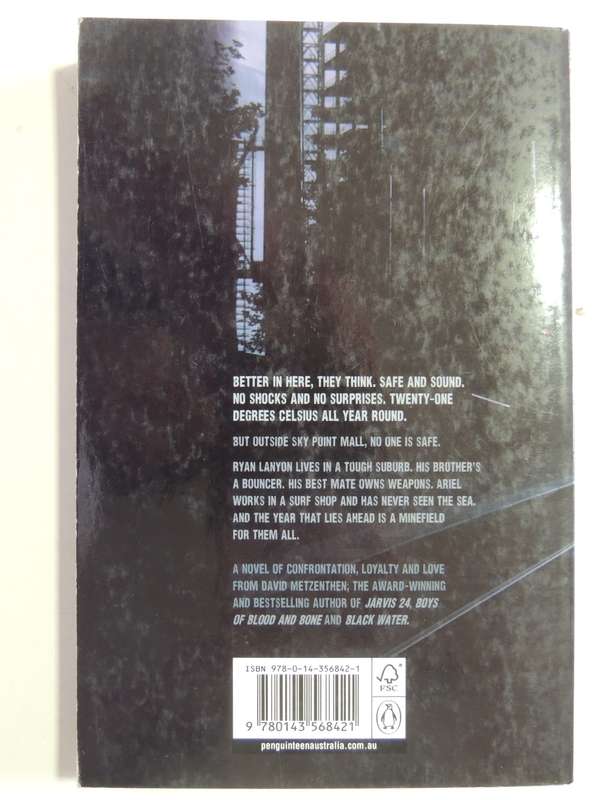 BETTER IN HERE, THEY THINK. SAFE AND SOUND.
NO SHOCKS AND NO SURPRISES. TWENTY-ONE
DEGREES CELSIUS ALL YEAR ROUND.
BUT OUTSIDE SKY POINT MALL, NO ONE IS SAFE.
RYAN LANYON LIVES IN A TOUGH SUBURB. HIS BROTHER'S
A BOUNCER. HIS BEST MATE OWNS WEAPONS. ARIEL
WORKS IN A SURF SHOP AND HAS NEVER SEEN THE SEA.
AND THE YEAR THAT LIES AHEAD IS A MINEFIELD
FOR THEM ALL.
A NOVEL OF CONFRONTATION, LOYALTY AND LOVE
FROM DAVID METZENTHEN; THE AWARD-WINNING
AND BESTSELLING AUTHOR OF JARVIS 24, BOYS
OF BLOOD AND BONE AND BLACK WATER.
ISBN 978-0-14-356842-1
FSC
9 780143 568421
penguinteenaustralia.com.au